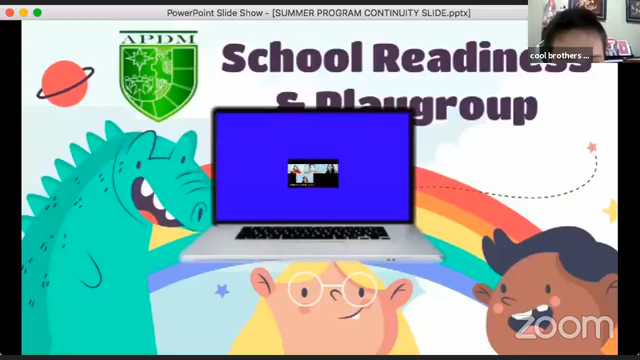 PowerPoint Slide Show - [SUMMER PROGRAM CONTINUITY SLIDE.pptx]
APDM
School Readiness
& Playgroup
cool brothers ...
zoom